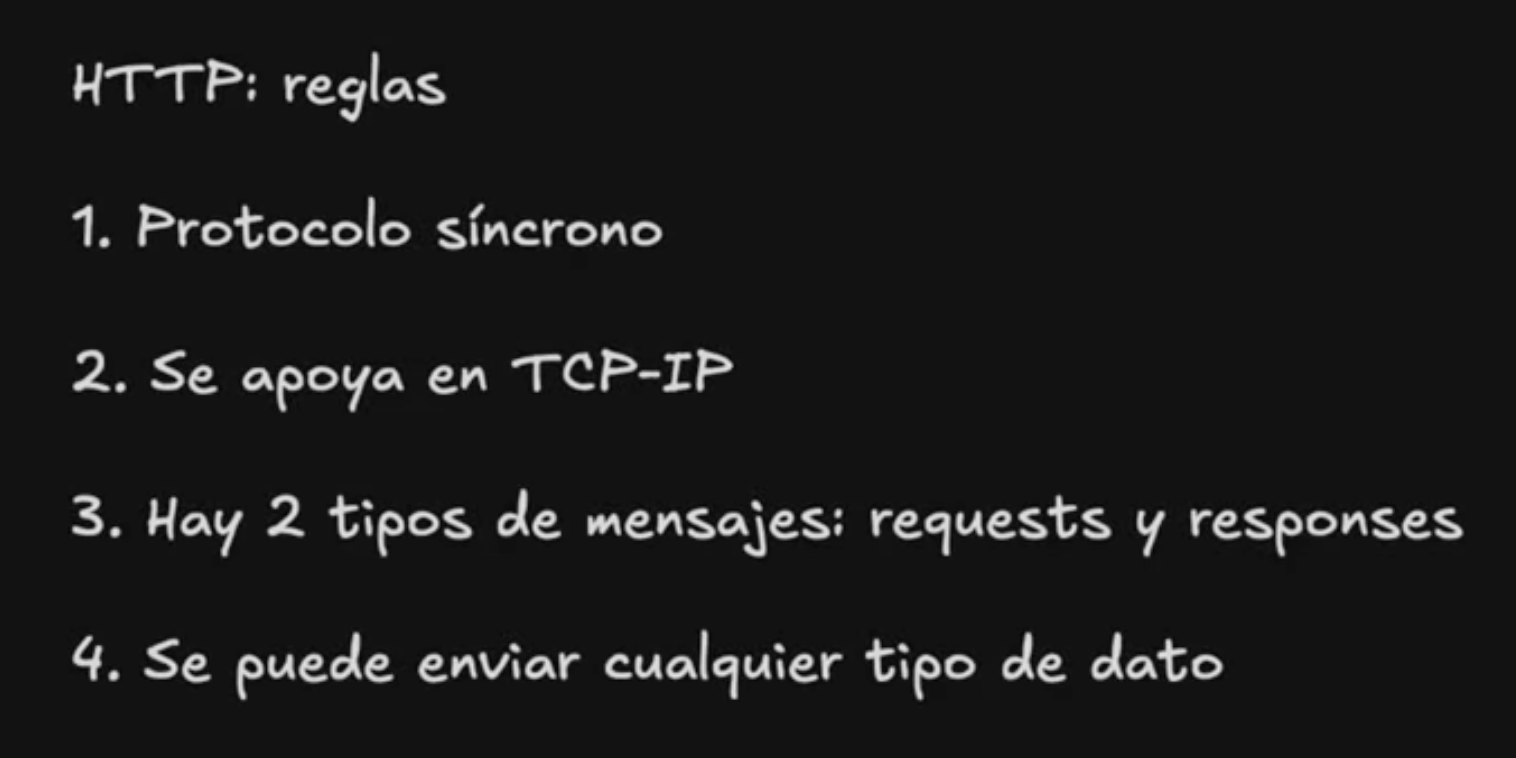 HTTP: reglas
1. Protocolo síncrono
2. Se apoya en TCP-IP
3. Hay 2 tipos de mensajes: requests y responses
4. Se puede enviar cualquier tipo de dato